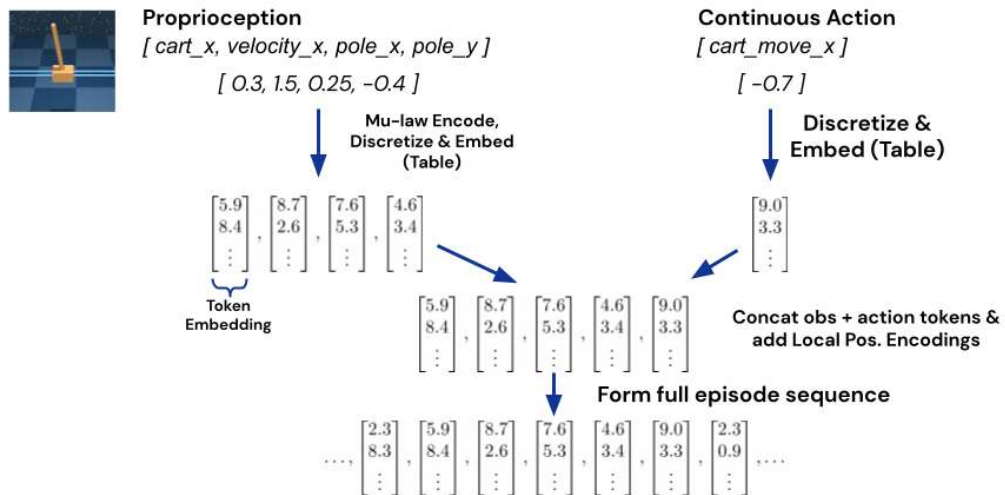 Proprioception
[ cart_x, velocity_x, pole_x, pole_y ]
[ 0.3, 1.5, 0.25, -0.4 ]
Continuous Action
[ cart_move_x ]
[ -0.7 ]
Mu-law Encode,
Discretize & Embed
(Table)
Discretize &
Embed (Table)
[5.9 8.4 ⋮], [8.7 2.6 ⋮], [7.6 5.3 ⋮], [4.6 3.4 ⋮]
[9.0 3.3 ⋮]
Token
Embedding
[5.9 8.4 ⋮], [8.7 2.6 ⋮], [7.6 5.3 ⋮], [4.6 3.4 ⋮], [9.0 3.3 ⋮]
Concat obs + action tokens &
add Local Pos. Encodings
Form full episode sequence
..., [2.3 8.3 ⋮], [5.9 8.4 ⋮], [8.7 2.6 ⋮], [7.6 5.3 ⋮], [4.6 3.4 ⋮], [9.0 3.3 ⋮], [2.3 0.9 ⋮], ...